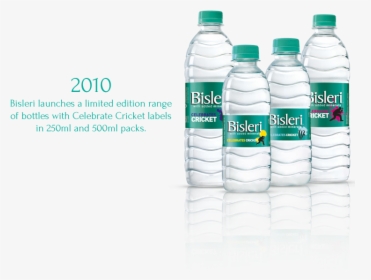 2010
Bisleri launches a limited edition range
of bottles with Celebrate Cricket labels
in 250ml and 500ml packs.
Bisleri
CRICKET
Bisleri
Bisleri
Bisleri
CRICKET